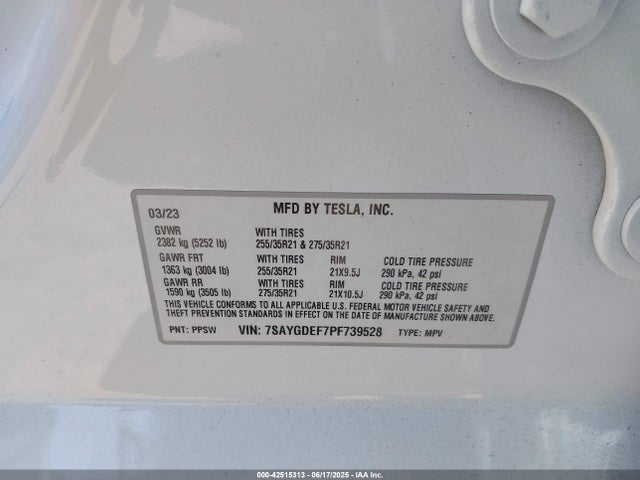 03/23 MFD BY TESLA, INC.
GVWR WITH TIRES
2382 kg (5252 lb) 255/35R21 & 275/35R21
GAWR FRT WITH TIRES RIM COLD TIRE PRESSURE
1363 kg (3004 lb) 255/35R21 21X9.5J 290 kPa, 42 psi
GAWR RR WITH TIRES RIM COLD TIRE PRESSURE
1590 kg (3505 lb) 275/35R21 21X10.5J 290 kPa, 42 psi
THIS VEHICLE CONFORMS TO ALL APPLICABLE U.S. FEDERAL MOTOR VEHICLE SAFETY AND
THEFT PREVENTION STANDARDS IN EFFECT ON THE DATE OF MANUFACTURE SHOWN ABOVE.
PNT: PPSW VIN: 7SAYGDEF7PF739528 TYPE: MPV
000-42515313 - 06/17/2025 - IAA Inc.